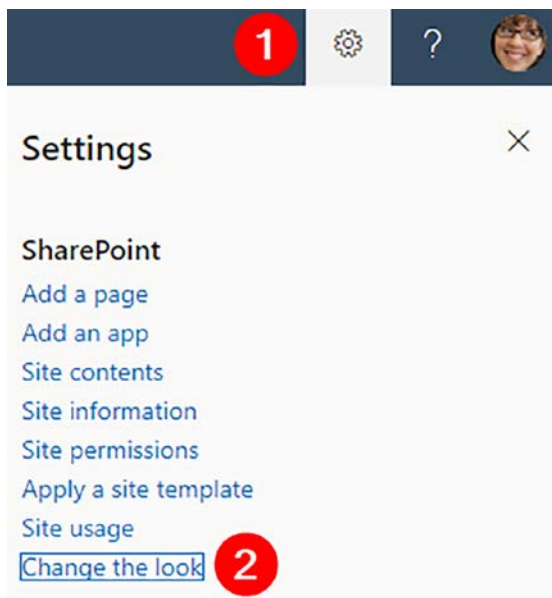 1 ?
Settings
SharePoint
Add a page
Add an app
Site contents
Site information
Site permissions
Apply a site template
Site usage
Change the look 2